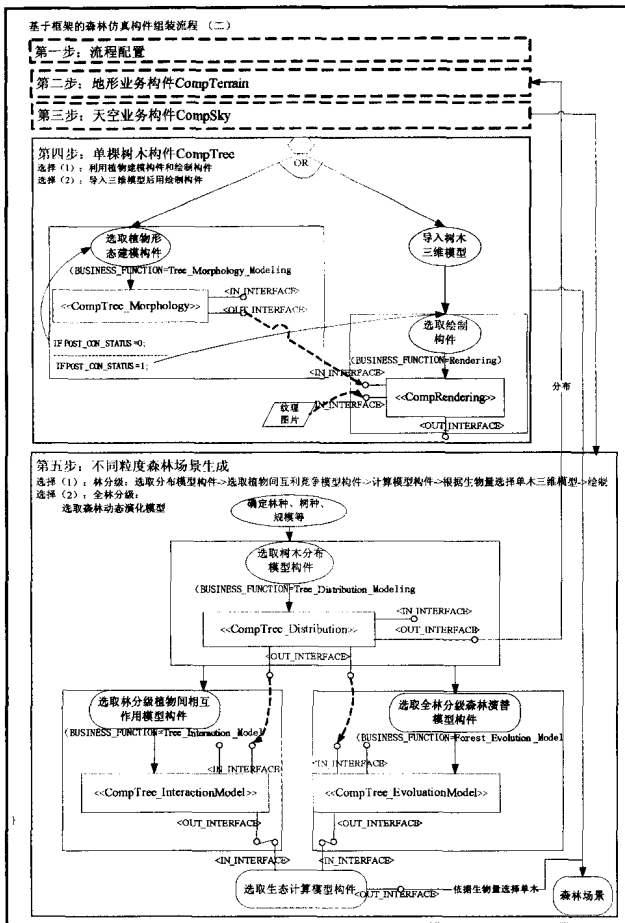 基于框架的森林仿真构件组装流程 (二)
第一步: 流程配置
第二步: 地形业务构件CompTerrain
第三步: 天空业务构件CompSky
第四步: 单棵树木构件CompTree
选择 (1): 利用植物建模构件和绘制构件
选择 (2): 导入三维模型后用绘制构件
OR
选取植物形
态建模构件
导入树木
三维模型
(BUSINESS_FUNCTION=Tree_Morphology_Modeling
<IN_INTERFACE>
<<CompTree_Morphology>>
<OUT_INTERFACE>
选取绘制
构件
IF POST_CON_STATUS=0;
IF POST_CON_STATUS=1;
(BUSINESS_FUNCTION=Rendering)
<IN_INTERFACE>
<<CompRendering>>
纹理
图片
IN_INTERFACE>
<OUT_INTERFACE>
分布
第五步: 不同粒度森林场景生成
选择 (1): 林分级: 选取分布模型构件->选取植物间互利竞争模型构件->计算模型构件->根据生物量选择单木三维模型->绘制
选择 (2): 全林分级:
选取森林动态演化模型
确定林种、树种、
规模等
选取树木分布
模型构件
(BUSINESS_FUNCTION=Tree_Distribution_Modeling
<IN_INTERFACE>
<<CompTree_Distribution>>
<OUT_INTERFACE>
<OUT_INTERFACE>
选取林分级植物间相互
作用模型构件
选取全林分级森林演替
模型构件
(BUSINESS_FUNCTION=Tree_Interaction_Model
(BUSINESS_FUNCTION=Forest_Evolution_Model
<IN_INTERFACE>
<IN_INTERFACE>
<<CompTree_InteractionModel>>
<<CompTree_EvoluationModel>>
<OUT_INTERFACE>
<OUT_INTERFACE>
<IN_INTERFACE>
<IN_INTERFACE>
选取生态计算模型构件
<OUT_INTERFACE>
依据生物量选择单木
森林场景
}